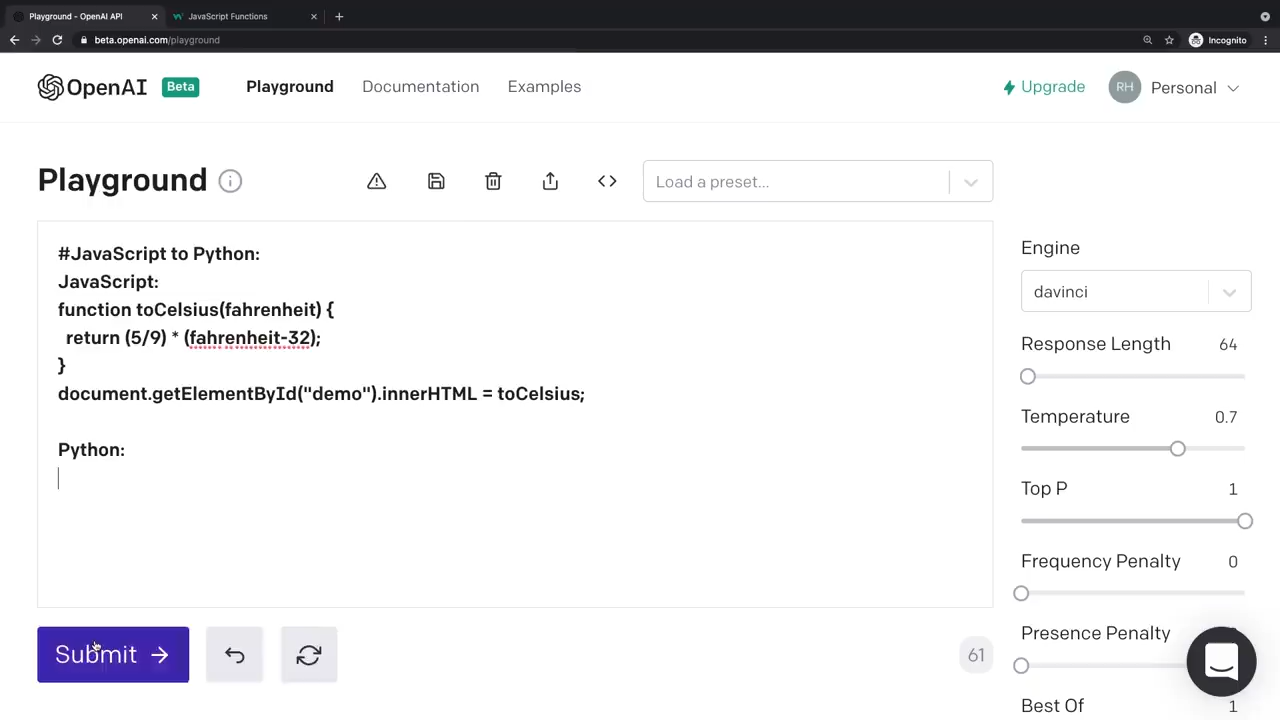 Playground - OpenAI API
JavaScript Functions
beta.openai.com/playground
Incognito
OpenAI
Beta
Playground
Documentation
Examples
Upgrade
RH
Personal
Playground
Load a preset...
#JavaScript to Python:
JavaScript:
function toCelsius(fahrenheit) {
return (5/9) * (fahrenheit-32);
}
document.getElementById("demo").innerHTML = toCelsius;
Python:
Engine
davinci
Response Length 64
Temperature 0.7
Top P 1
Frequency Penalty 0
Presence Penalty
Best Of 1
Submit
61